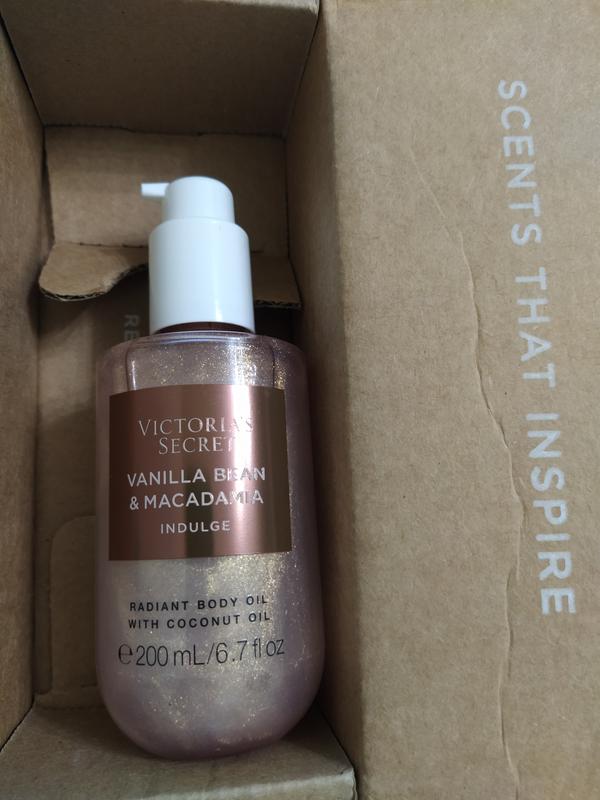 VICTORIA'S
SECRET
VANILLA BEAN
& MACADAMIA
INDULGE
RADIANT BODY OIL
WITH COCONUT OIL
℮ 200 mL/6.7 fl oz
SCENTS THAT INSPIRE